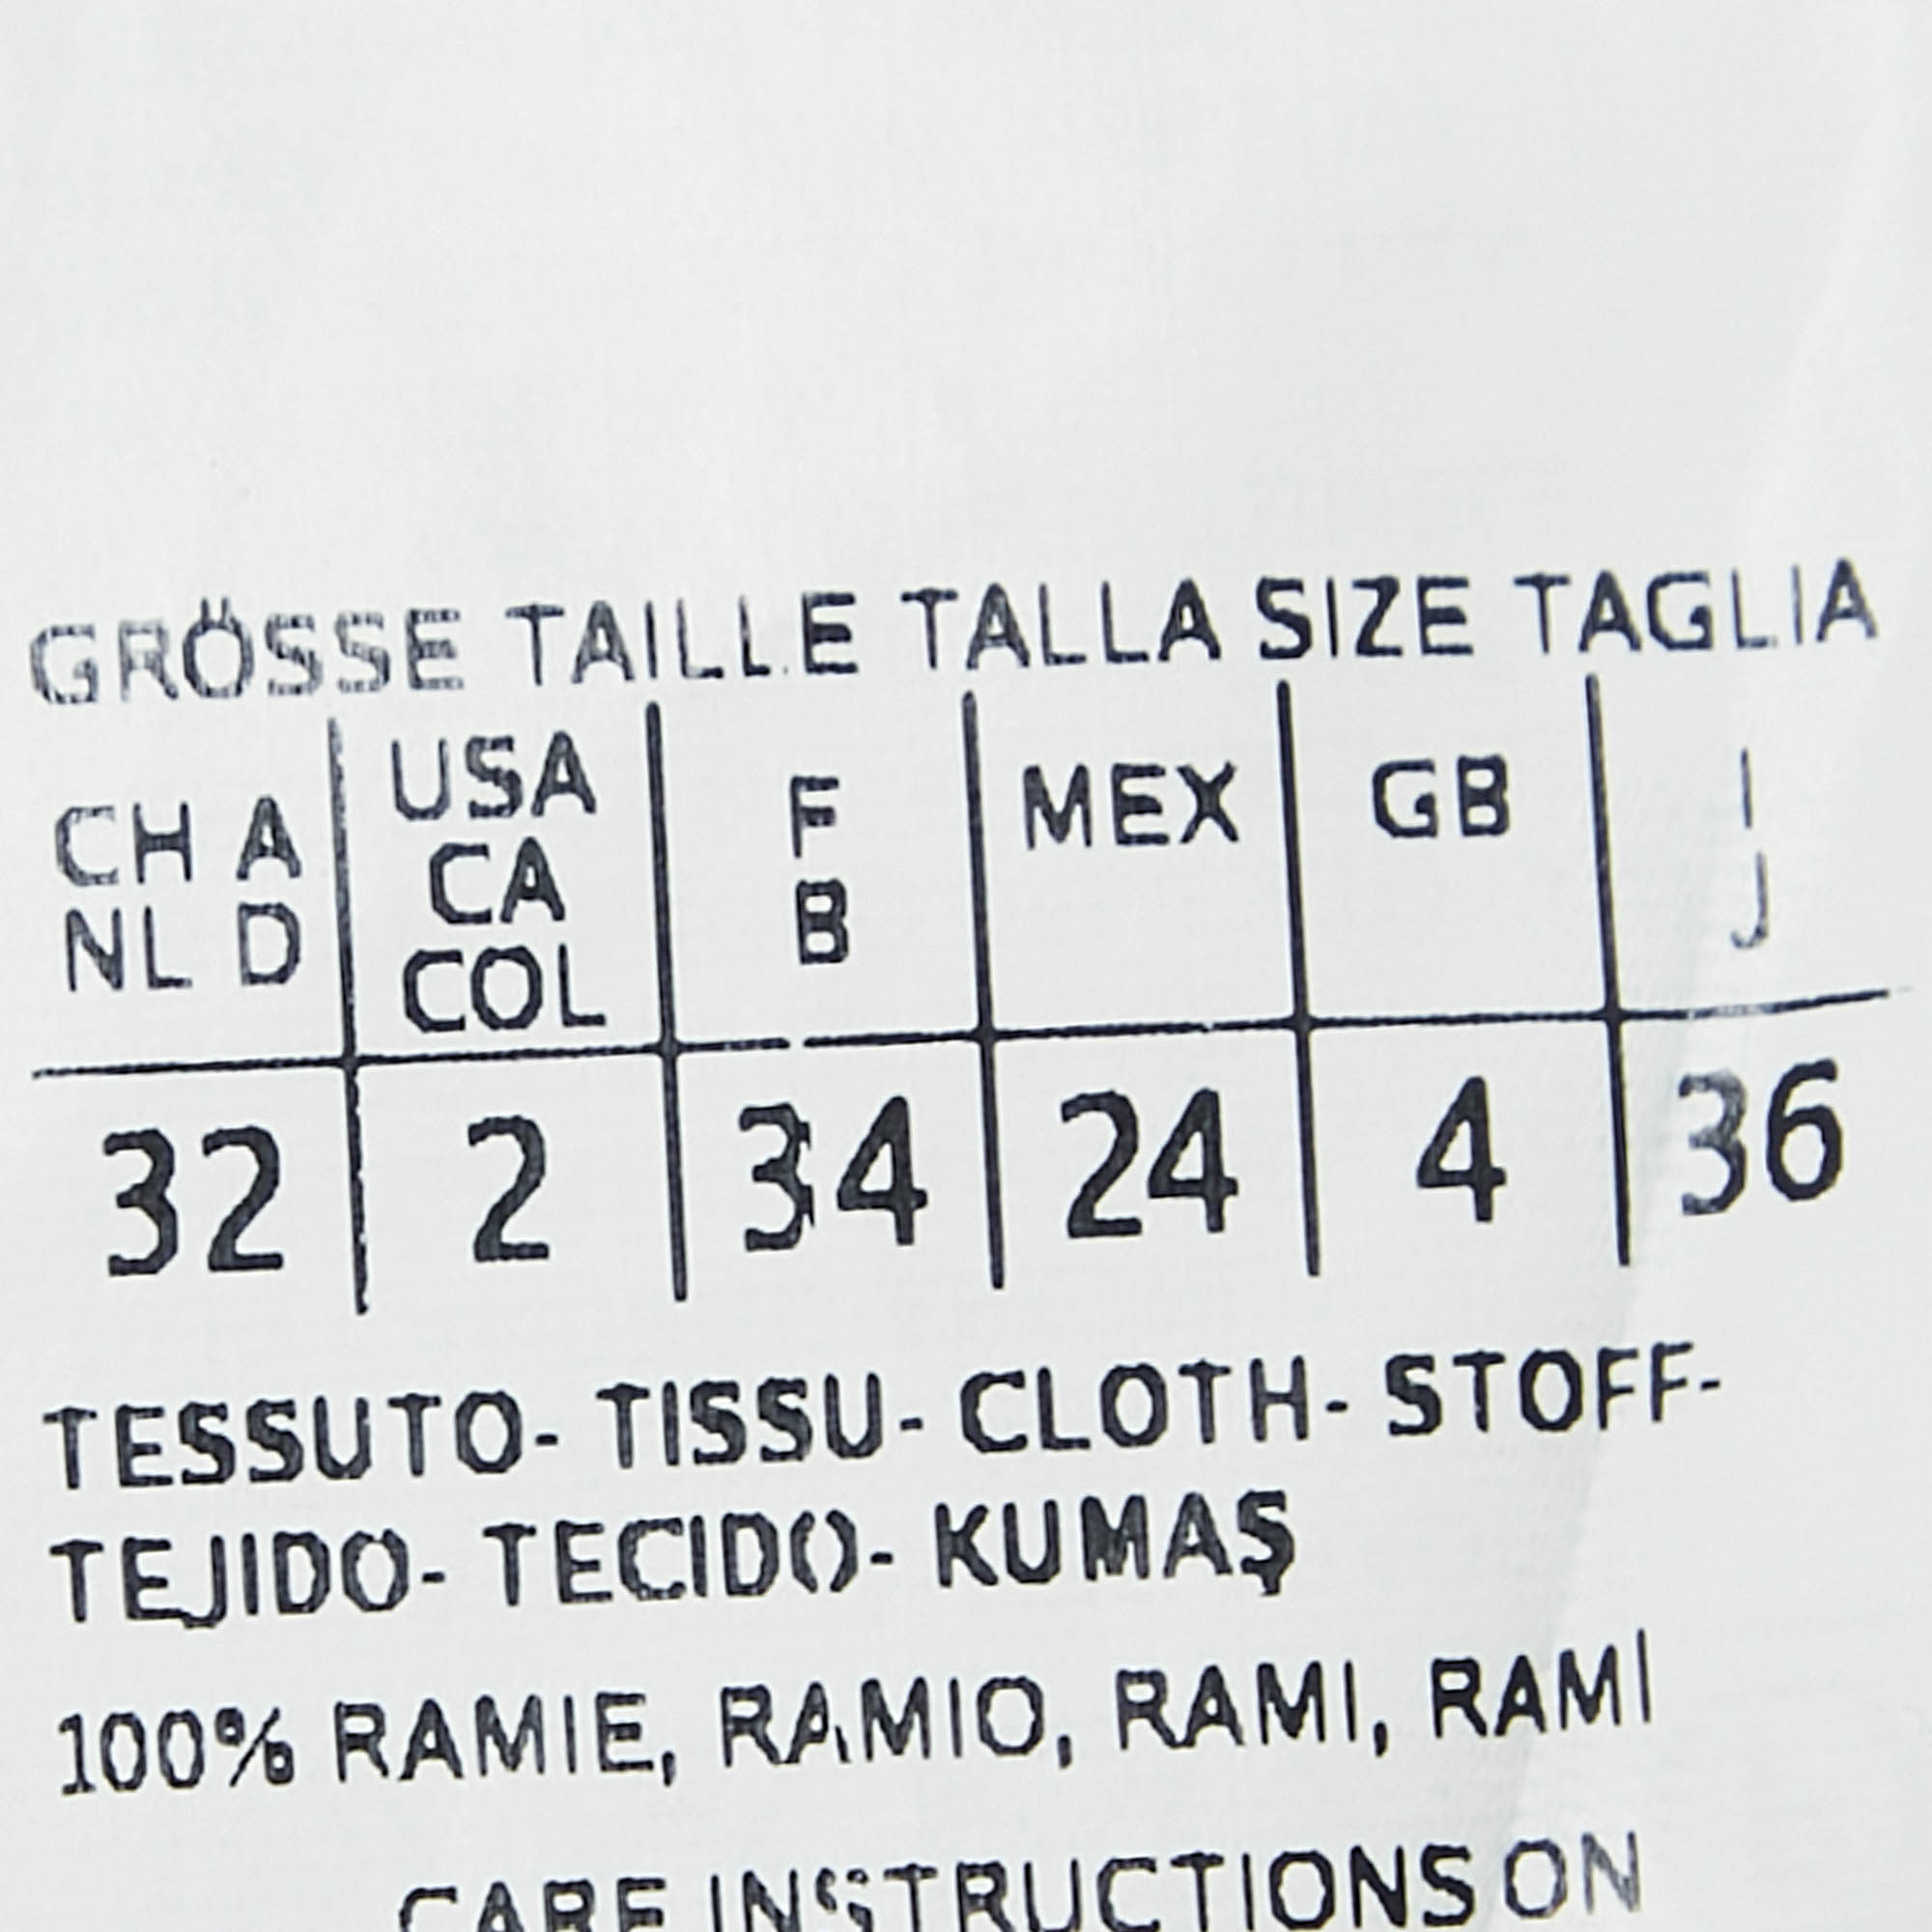 GRÖSSE TAILLE TALLA SIZE TAGLIA
CH A
NL D
USA
CA
COL
F
B
MEX
GB
I
J
32 2 34 24 4 36
TESSUTO- TISSU- CLOTH- STOFF-
TEJIDO- TECIDO- KUMAŞ
100% RAMIE, RAMIO, RAMI, RAMİ
CARE INSTRUCTIONS ON